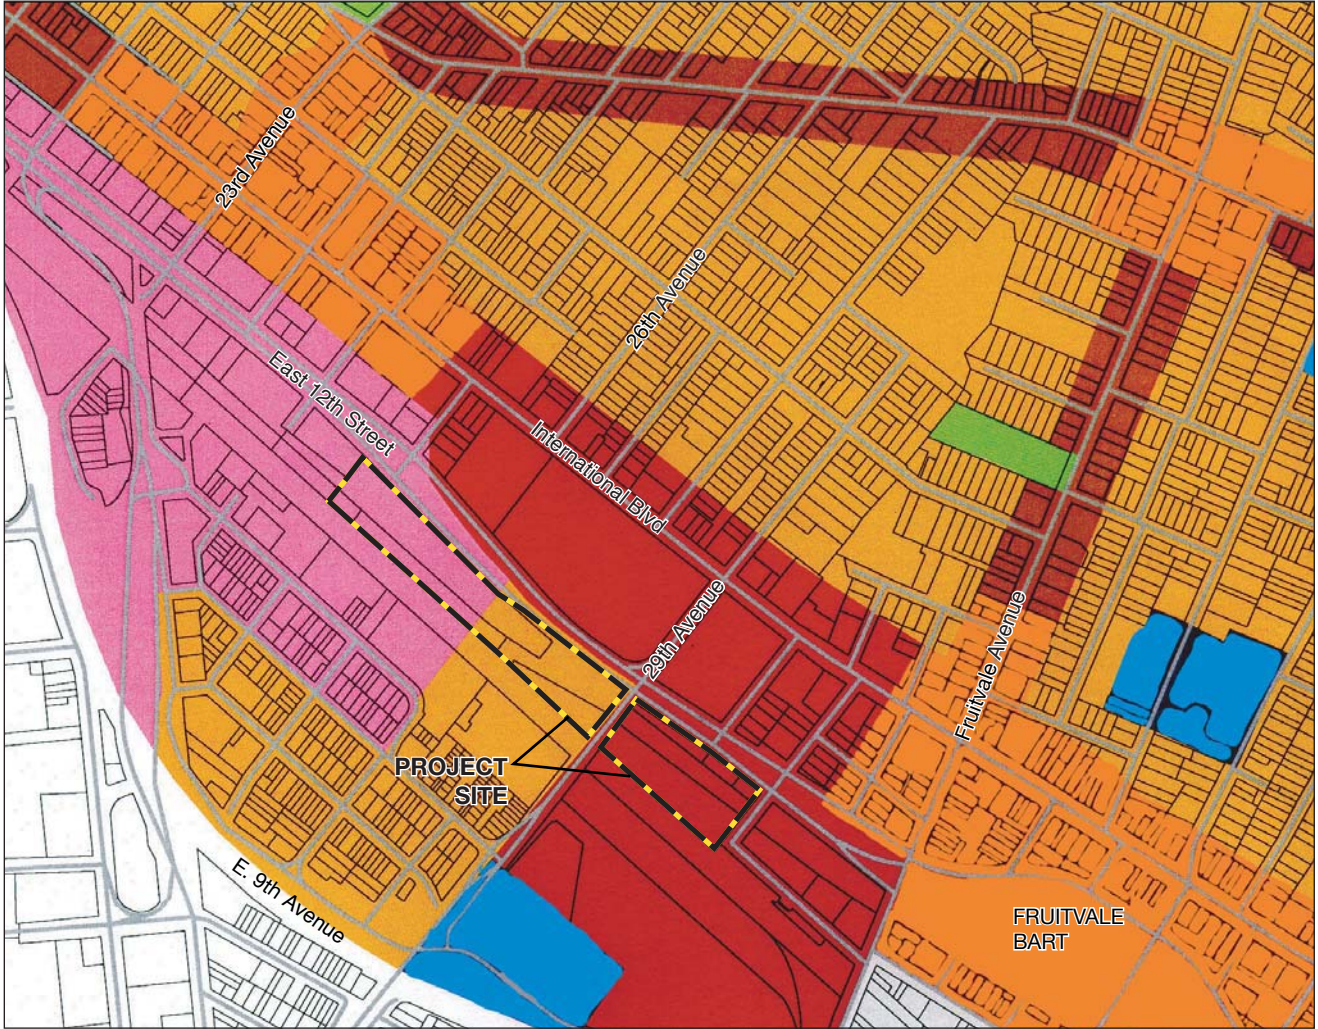 23rd Avenue
26th Avenue
East 12th Street
International Blvd
29th Avenue
Fruitvale Avenue
PROJECT
SITE
E. 9th Avenue
FRUITVALE
BART